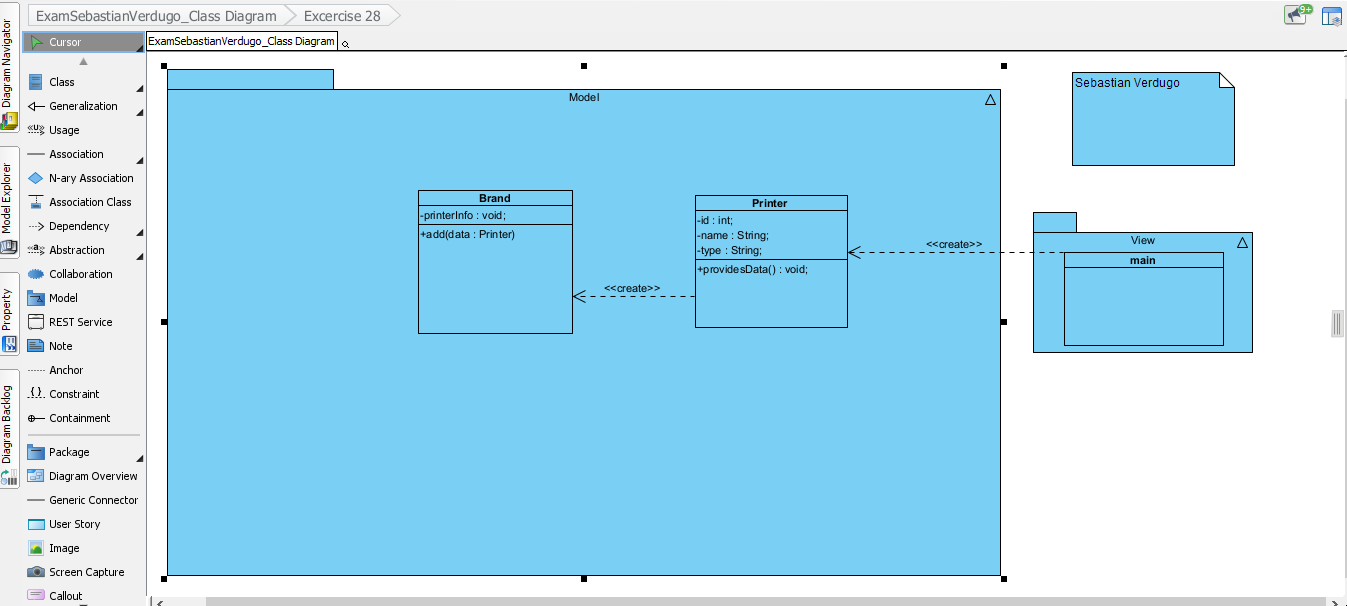 ExamSebastianVerdugo_Class Diagram
Excercise 28
9+
Diagram Navigator
Model Explorer
Property
Diagram Backlog
Cursor
Class
Generalization
<<u>>
Usage
Association
N-ary Association
Association Class
Dependency
<<a>>
Abstraction
Collaboration
Model
REST Service
Note
Anchor
{ }
Constraint
Containment
Package
Diagram Overview
Generic Connector
User Story
Image
Screen Capture
Callout
ExamSebastianVerdugo_Class Diagram
Model
Brand
-printerInfo : void;
+add(data : Printer)
<<create>>
Printer
-id : int;
-name : String;
-type : String;
+providesData() : void;
<<create>>
Sebastian Verdugo
View
main